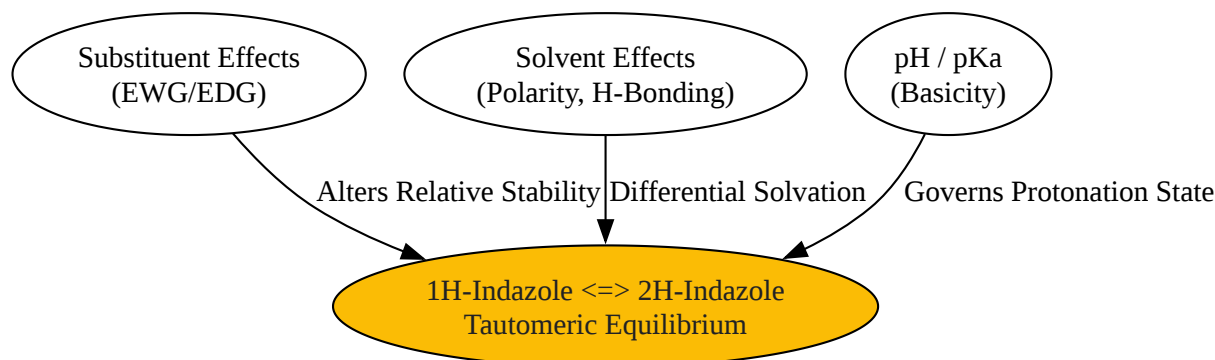 Substituent Effects
(EWG/EDG)
Solvent Effects
(Polarity, H-Bonding)
pH / pKa
(Basicity)
Alters Relative Stability
Differential Solvation
Governs Protonation State
1H-Indazole <=> 2H-Indazole
Tautomeric Equilibrium